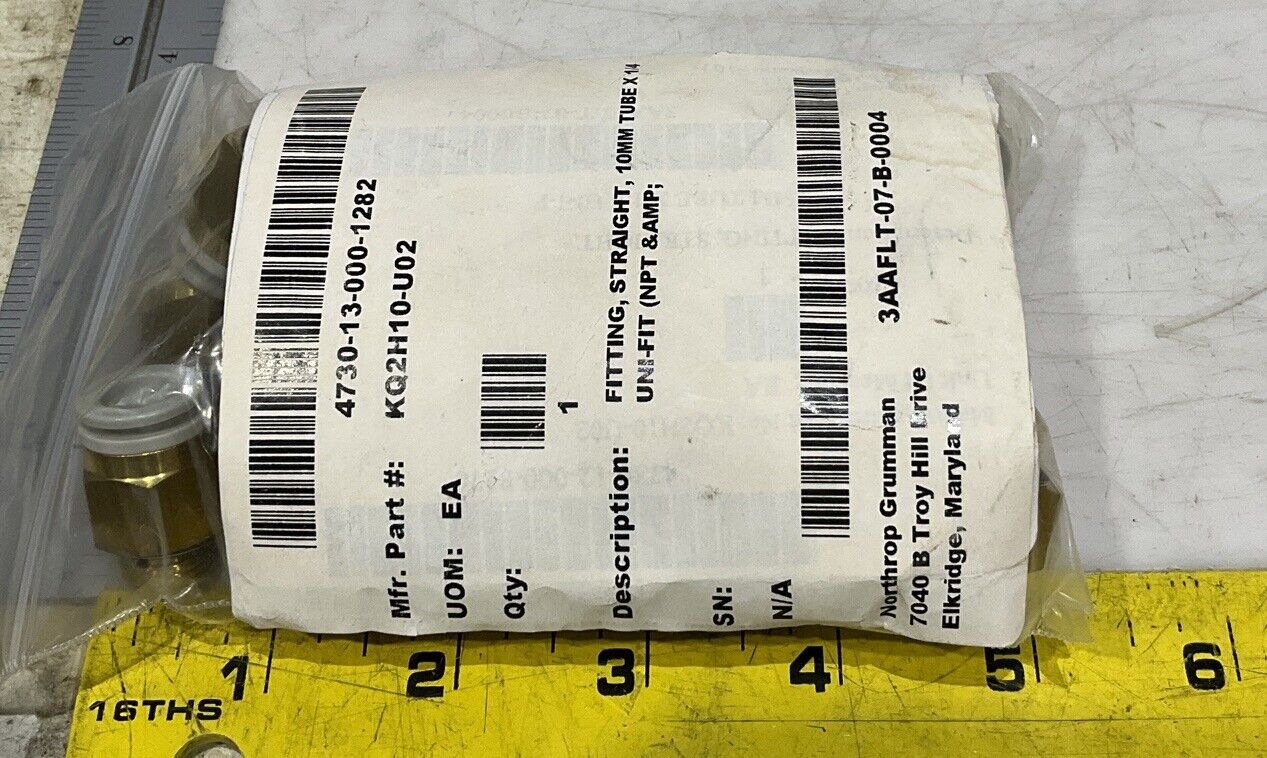 4730-13-000-1282
Mfr. Part #: KQ2H10-U02
UOM: EA
Qty:
1
Description: FITTING, STRAIGHT, 10MM TUBE X 1/4
UNI-FIT (NPT &AMP;
SN:
N/A
Northrop Grumman 3AAFLT-07-B-0004
7040 B Troy Hill Drive
Elkridge, Maryland
8
4
1 2 3 4 5 6
16THS